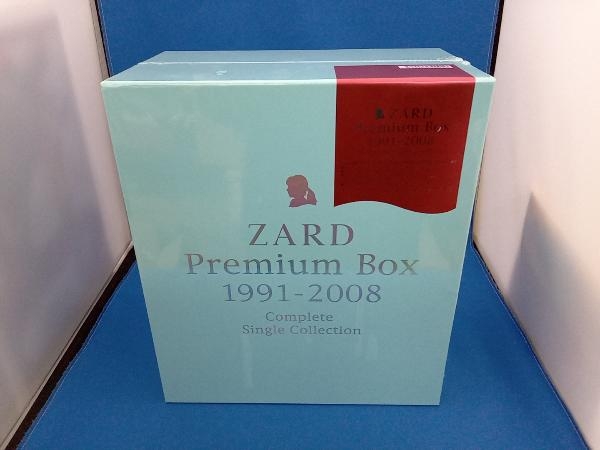 ZARD
Premium Box
1991-2008
ZARD
Premium Box
1991-2008
Complete
Single Collection